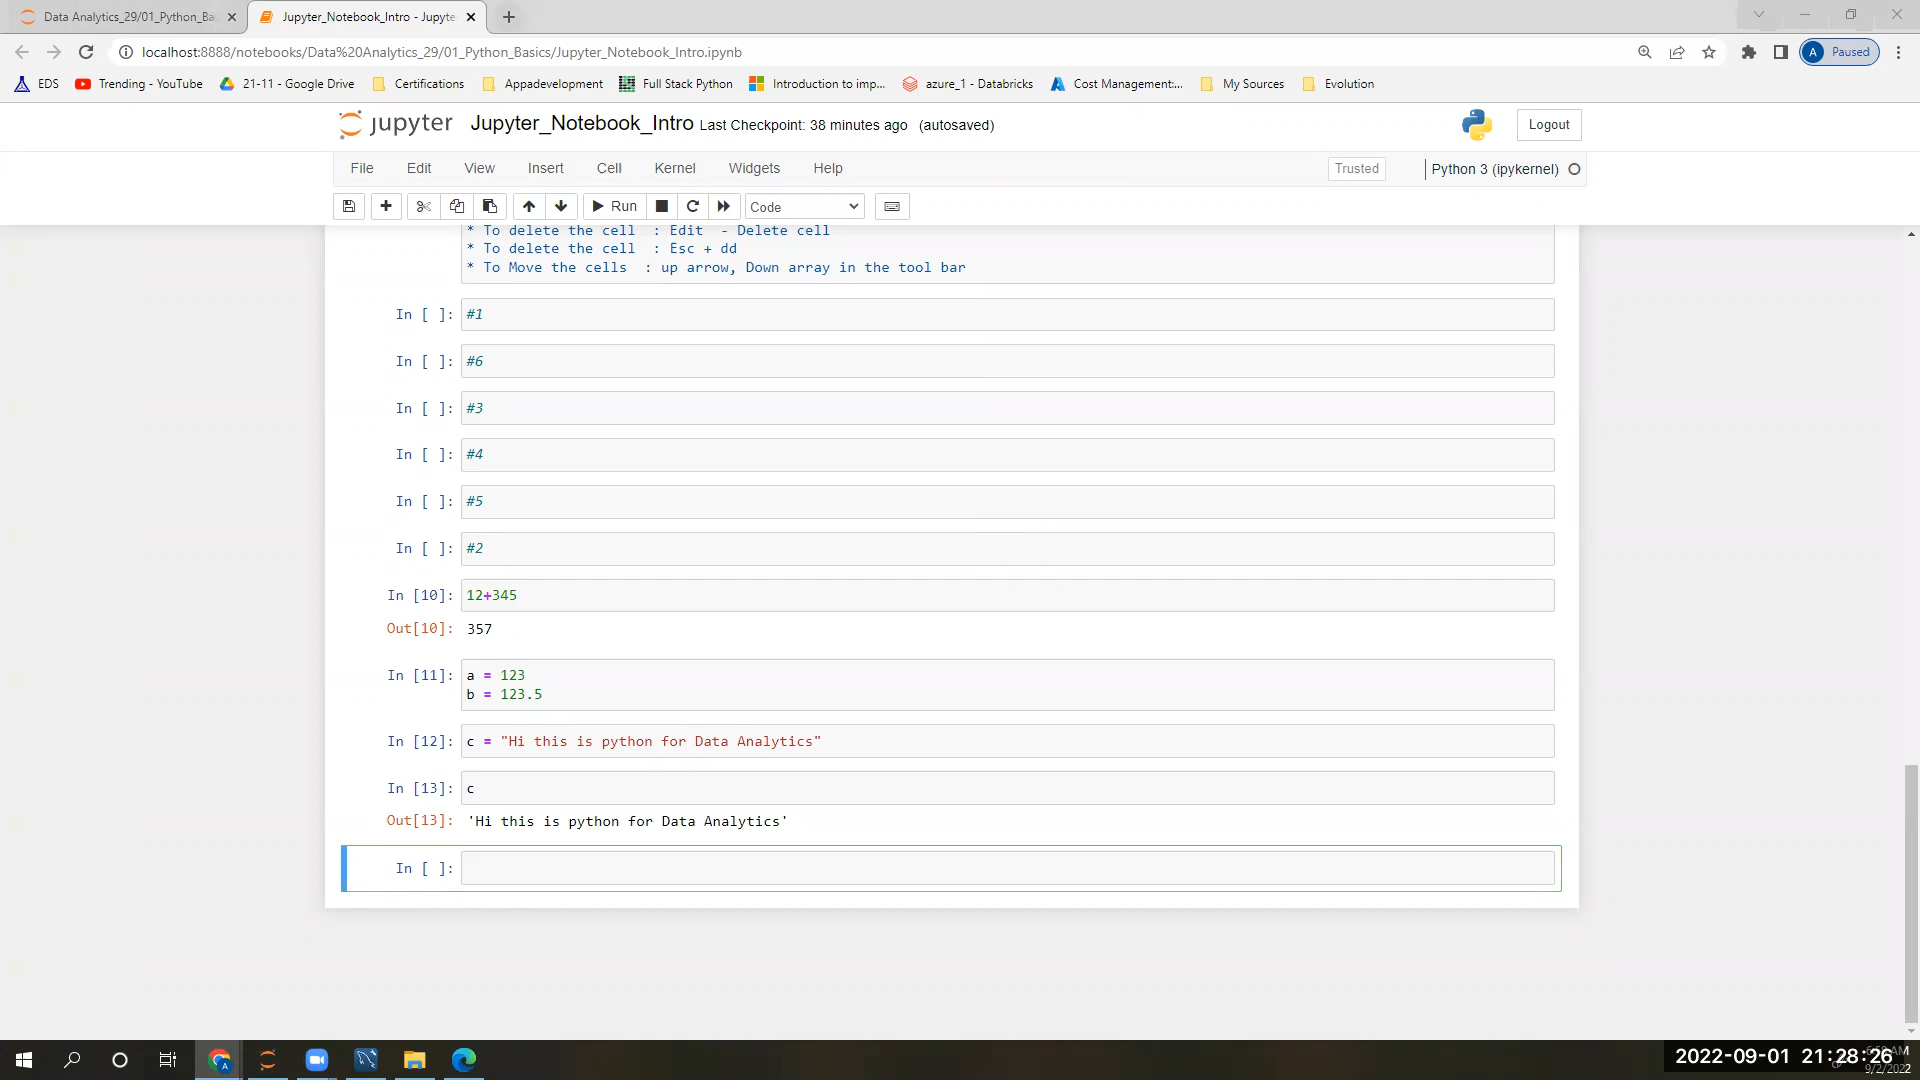 Data Analytics_29/01_Python_Ba
Jupyter_Notebook_Intro - Jupyte
localhost:8888/notebooks/Data%20Analytics_29/01_Python_Basics/Jupyter_Notebook_Intro.ipynb
A Paused
EDS
Trending - YouTube
21-11 - Google Drive
Certifications
Appadevelopment
Full Stack Python
Introduction to imp...
azure_1 - Databricks
Cost Management:...
My Sources
Evolution
jupyter Jupyter_Notebook_Intro Last Checkpoint: 38 minutes ago (autosaved)
Logout
File Edit View Insert Cell Kernel Widgets Help
Trusted
Python 3 (ipykernel)
Run
Code
* To delete the cell : Edit - Delete cell
* To delete the cell : Esc + dd
* To Move the cells : up arrow, Down array in the tool bar
In [ ]: #1
In [ ]: #6
In [ ]: #3
In [ ]: #4
In [ ]: #5
In [ ]: #2
In [10]: 12+345
Out[10]: 357
In [11]: a = 123
b = 123.5
In [12]: c = "Hi this is python for Data Analytics"
In [13]: c
Out[13]: 'Hi this is python for Data Analytics'
In [ ]:
2022-09-01 21:28:26